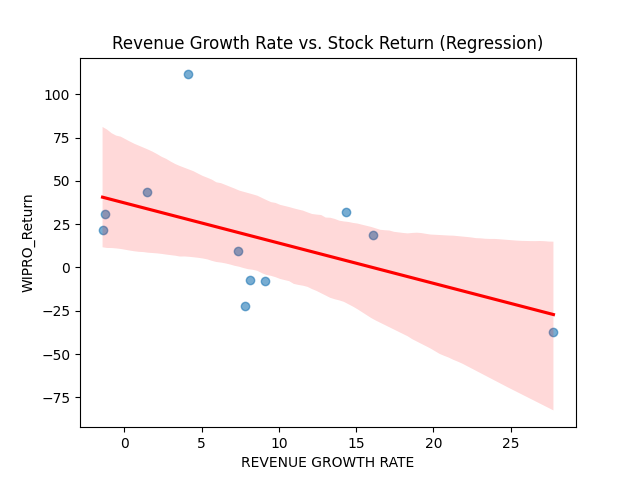 Revenue Growth Rate vs. Stock Return (Regression)
100
75
50
25
0
−25
−50
−75
WIPRO_Return
0 5 10 15 20 25
REVENUE GROWTH RATE